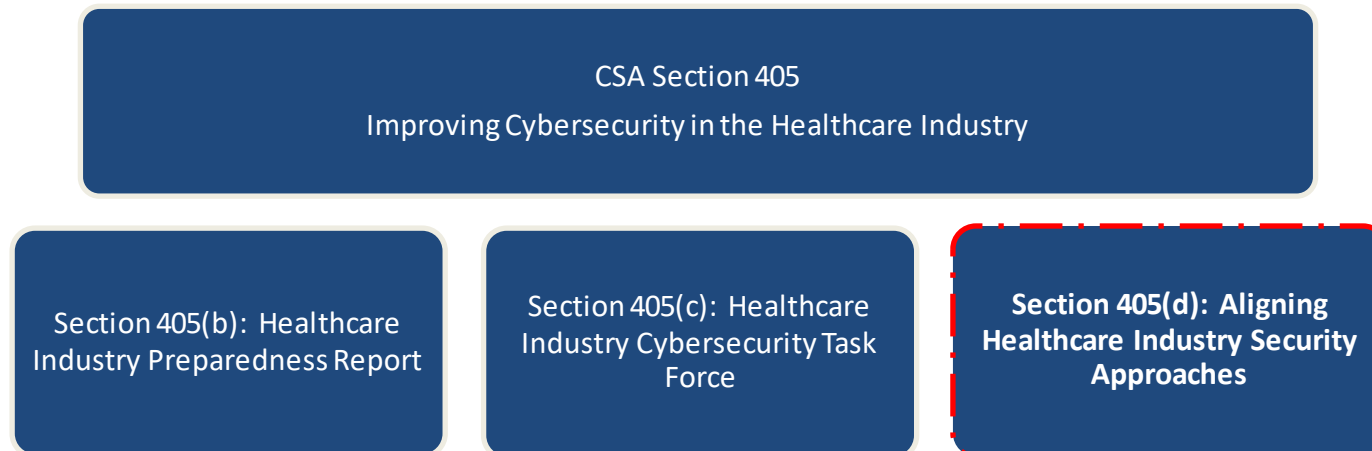 CSA Section 405
Improving Cybersecurity in the Healthcare Industry
Section 405(b): Healthcare
Industry Preparedness Report
Section 405(c): Healthcare
Industry Cybersecurity Task
Force
Section 405(d): Aligning
Healthcare Industry Security
Approaches